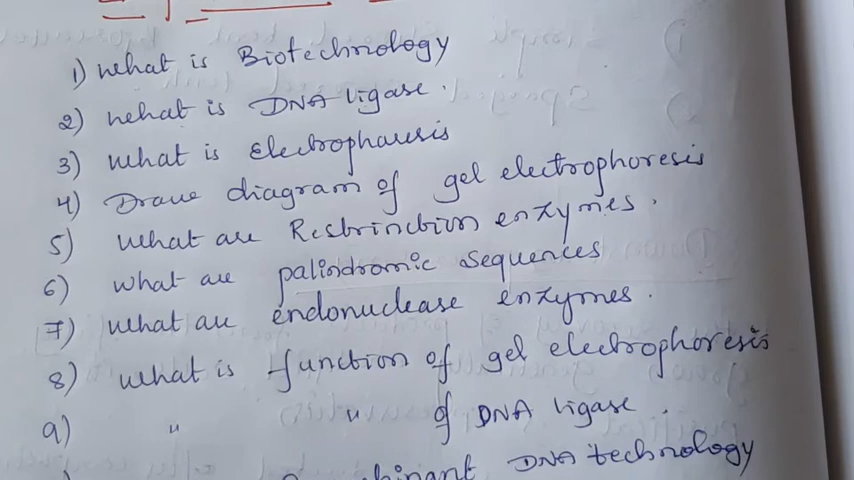 1) What is Biotechnology
2) What is DNA ligase.
3) What is Electrophoresis
4) Draw diagram of gel electrophoresis
5) What are Restrinction enzymes.
6) What are palindromic sequences
7) What are endonuclease enzymes.
8) What is function of gel electrophoresis
9) " " of DNA ligase.
DNA technology